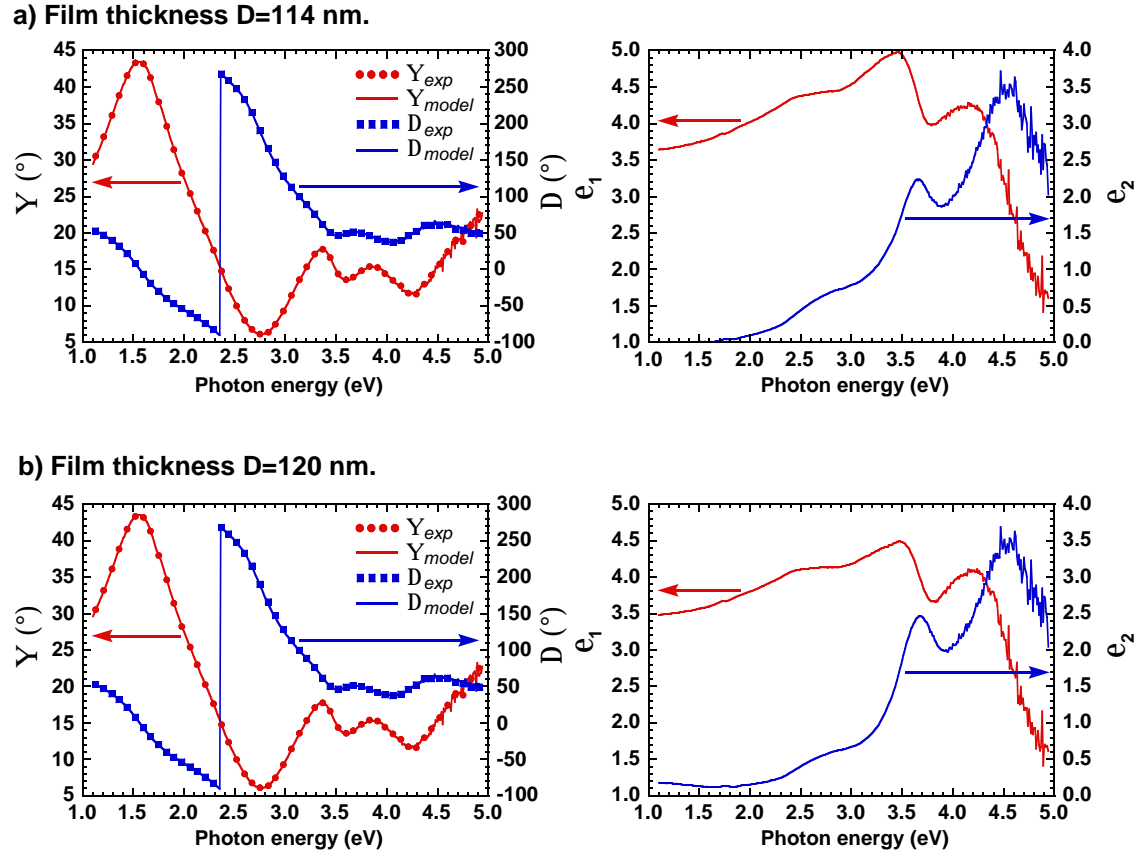 a) Film thickness D=114 nm.
45
40
35
30
25
20
15
10
5
Y (°)
1.0 1.5 2.0 2.5 3.0 3.5 4.0 4.5 5.0
Photon energy (eV)
300
250
200
150
100
50
0
-50
-100
D (°)
Yexp
Ymodel
Dexp
Dmodel
5.0
4.5
4.0
3.5
3.0
2.5
2.0
1.5
1.0
e1
1.0 1.5 2.0 2.5 3.0 3.5 4.0 4.5 5.0
Photon energy (eV)
4.0
3.5
3.0
2.5
2.0
1.5
1.0
0.5
0.0
e2
b) Film thickness D=120 nm.
45
40
35
30
25
20
15
10
5
Y (°)
1.0 1.5 2.0 2.5 3.0 3.5 4.0 4.5 5.0
Photon energy (eV)
300
250
200
150
100
50
0
-50
-100
D (°)
Yexp
Ymodel
Dexp
Dmodel
5.0
4.5
4.0
3.5
3.0
2.5
2.0
1.5
1.0
e1
1.0 1.5 2.0 2.5 3.0 3.5 4.0 4.5 5.0
Photon energy (eV)
4.0
3.5
3.0
2.5
2.0
1.5
1.0
0.5
0.0
e2